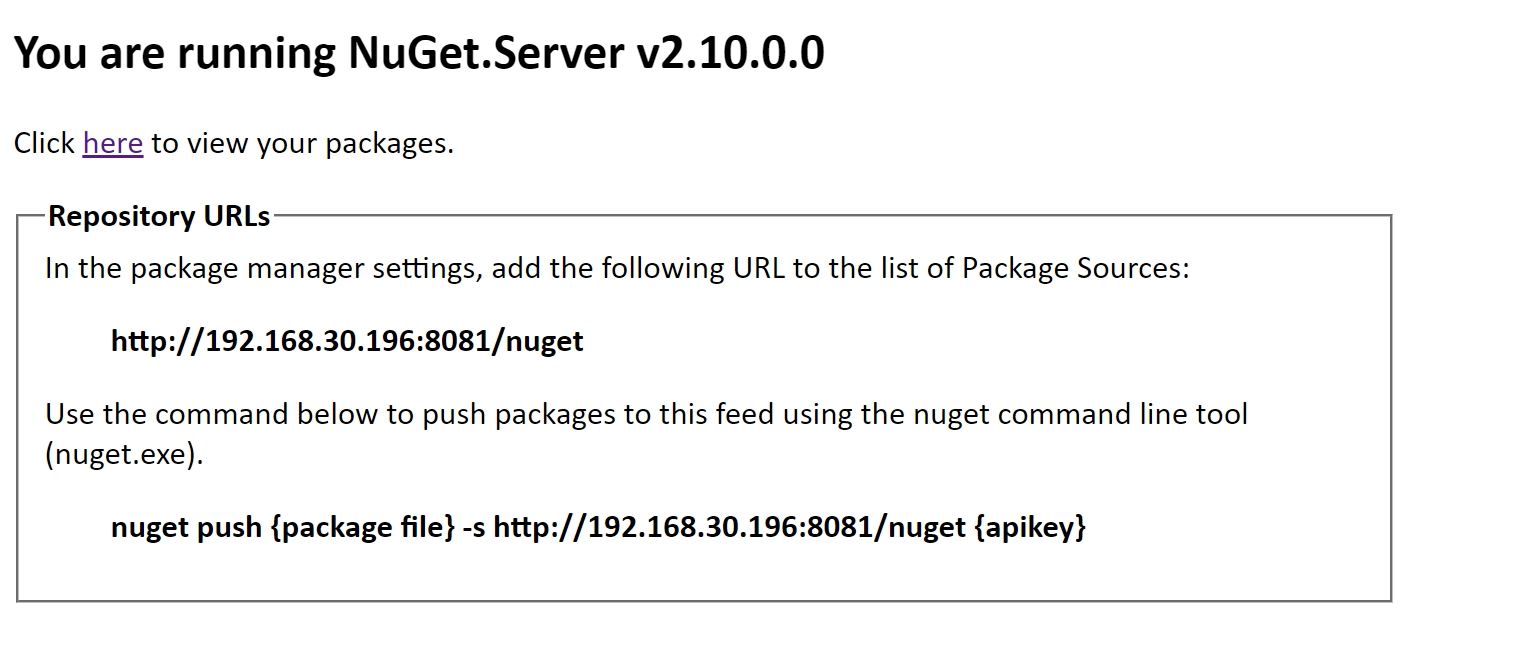 You are running NuGet.Server v2.10.0.0
Click here to view your packages.
Repository URLs
In the package manager settings, add the following URL to the list of Package Sources:
http://192.168.30.196:8081/nuget
Use the command below to push packages to this feed using the nuget command line tool
(nuget.exe).
nuget push {package file} -s http://192.168.30.196:8081/nuget {apikey}